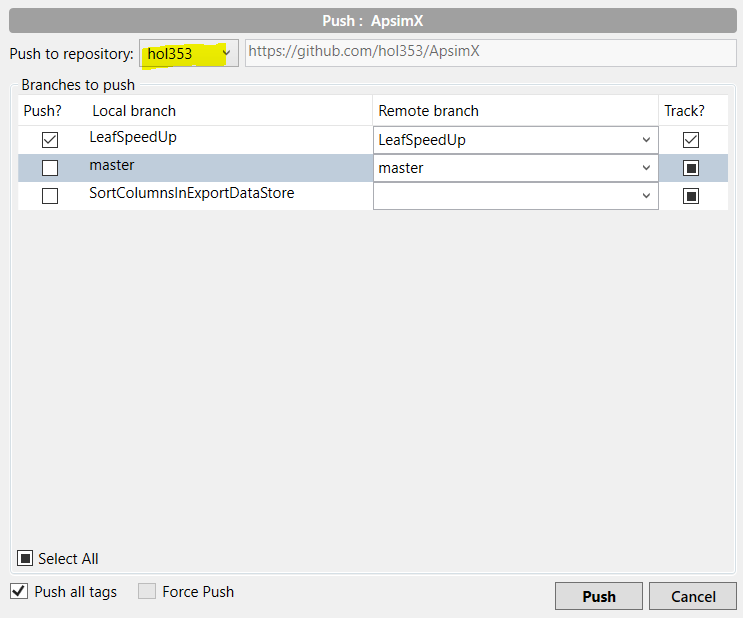 Push : ApsimX
Push to repository: hol353 https://github.com/hol353/ApsimX
Branches to push
Push? Local branch Remote branch Track?
LeafSpeedUp LeafSpeedUp
master master
SortColumnsInExportDataStore
Select All
Push all tags Force Push Push Cancel